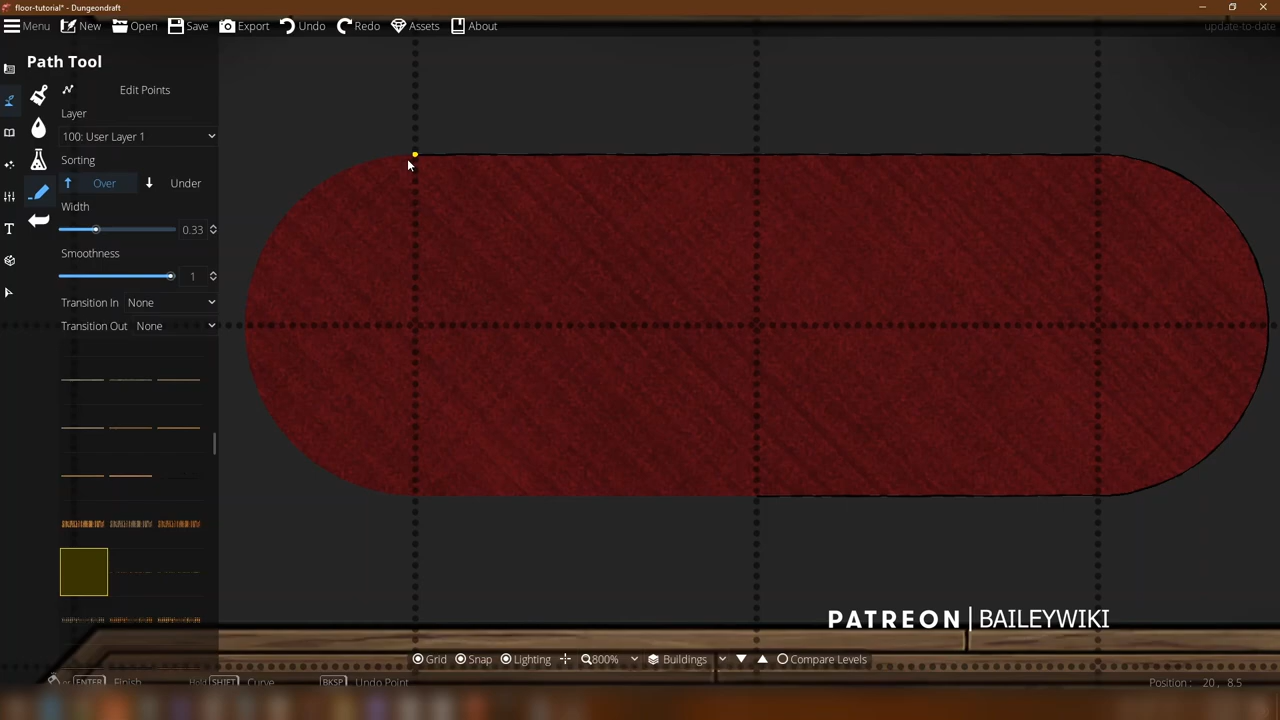 floor-tutorial* - Dungeondraft
Menu New Open Save Export Undo Redo Assets About
update-to-date
Path Tool
Edit Points
Layer
100: User Layer 1
Sorting
Over Under
Width
0.33
Smoothness
1
Transition In None
Transition Out None
PATREON | BAILEYWIKI
Grid Snap Lighting 800% Buildings Compare Levels
or ENTER Finish Hold SHIFT Curve BKSP Undo Point
Position : 20 , 8.5